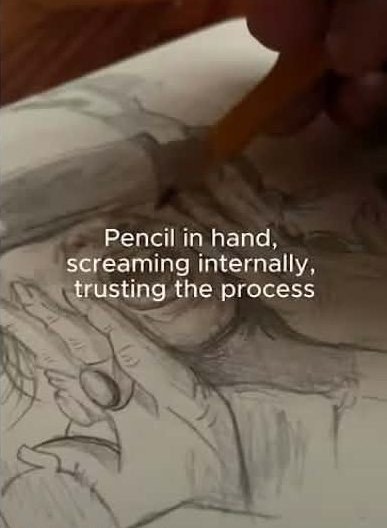 Pencil in hand,
screaming internally,
trusting the process